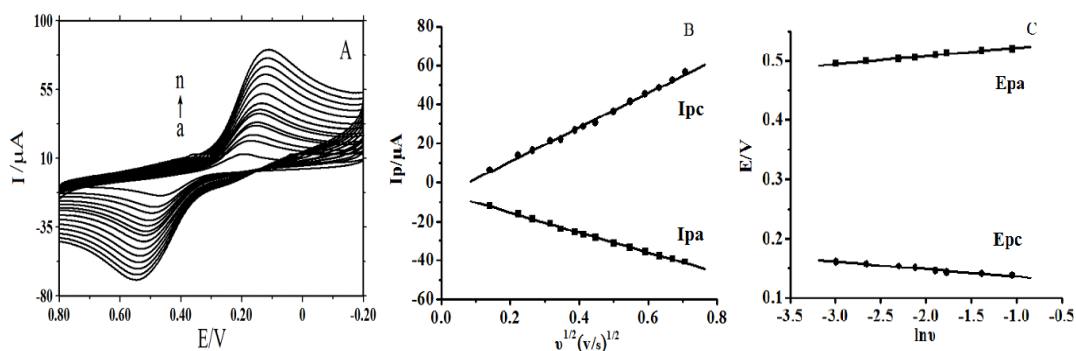 100
55
10
-35
-80
I /μA
A
n
a
0.80 0.60 0.40 0.20 0.00 -0.20
E/V
B
60
40
20
0
-20
-40
-60
Ip/μA
Ipc
Ipa
0.0 0.2 0.4 0.6 0.8
υ^1/2(v/s)^1/2
C
0.5
0.4
0.3
0.2
0.1
E/V
Epa
Epc
-3.5 -3.0 -2.5 -2.0 -1.5 -1.0 -0.5
lnυ